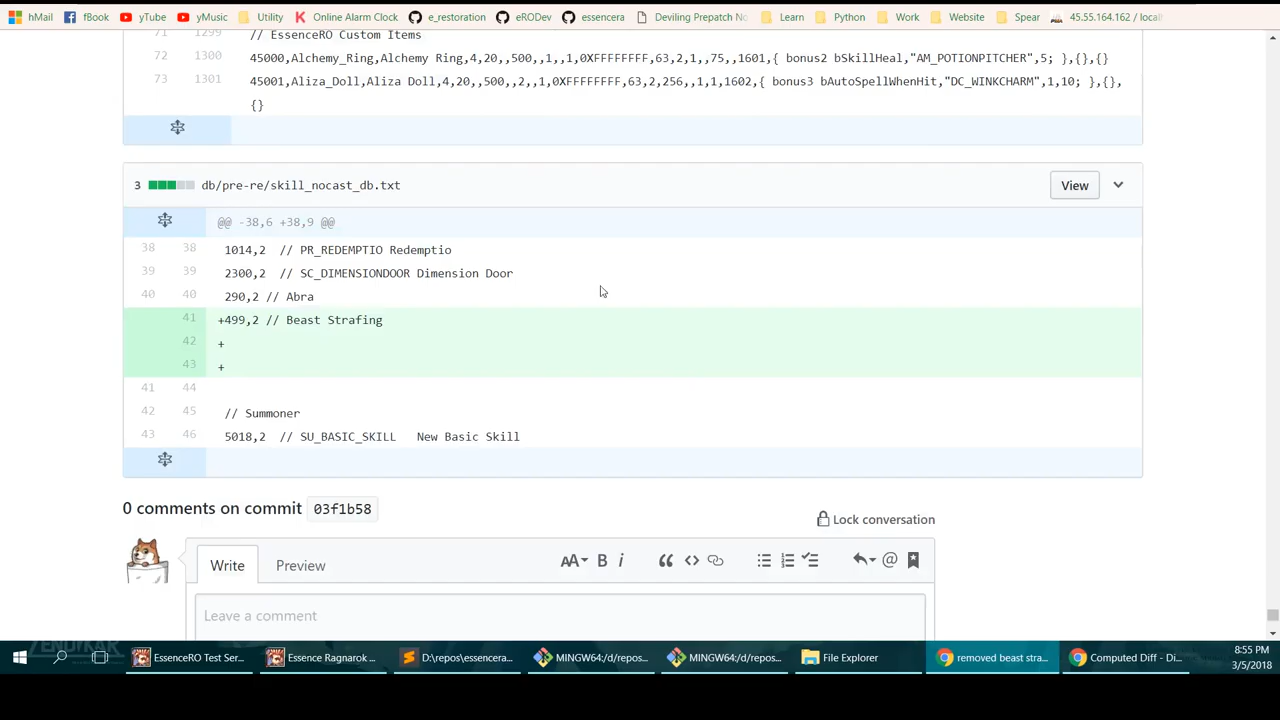 hMail fBook yTube yMusic Utility Online Alarm Clock e_restoration eRODev essencera Deviling Prepatch No Learn Python Work Website Spear 45.55.164.162 / local
71 1299 // EssenceRO Custom Items
72 1300 45000,Alchemy_Ring,Alchemy Ring,4,20,,500,,1,,1,0XFFFFFFFF,63,2,1,,75,,1601,{ bonus2 bSkillHeal,"AM_POTIONPITCHER",5; },{},{}
73 1301 45001,Aliza_Doll,Aliza Doll,4,20,,500,,2,,1,0XFFFFFFFF,63,2,256,,1,1,1602,{ bonus3 bAutoSpellWhenHit,"DC_WINKCHARM",1,10; },{},
{}
3 db/pre-re/skill_nocast_db.txt View
@@ -38,6 +38,9 @@
38 38 1014,2 // PR_REDEMPTIO Redemptio
39 39 2300,2 // SC_DIMENSIONDOOR Dimension Door
40 40 290,2 // Abra
41 +499,2 // Beast Strafing
42 +
43 +
41 44
42 45 // Summoner
43 46 5018,2 // SU_BASIC_SKILL New Basic Skill
0 comments on commit 03f1b58
Lock conversation
Write Preview AA B i @
Leave a comment
EssenceRO Test Ser... Essence Ragnarok ... D:\repos\essencera... MINGW64:/d/repos... MINGW64:/d/repos... File Explorer removed beast stra... Computed Diff - Di...
8:55 PM
3/5/2018